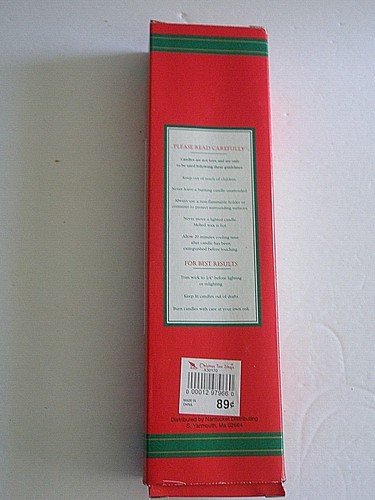 PLEASE READ CAREFULLY
Candles are not toys and are only
to be used following these guidelines:
Keep out of reach of children.
Never leave a burning candle unattended.
Always use a non-flammable holder or
container to protect surrounding surfaces.
Never move a lighted candle.
Melted wax is hot.
Allow 30 minutes cooling time
after candle has been
extinguished before touching.
FOR BEST RESULTS
Trim wick to 1/4" before lighting
or relighting.
Keep lit candles out of drafts.
Burn candles with care at your own risk
Christmas Tree Shops
0 00012 97966 0
MADE IN
CHINA
89¢
Distributed by Nantucket Distributing
S. Yarmouth, Ma 02664